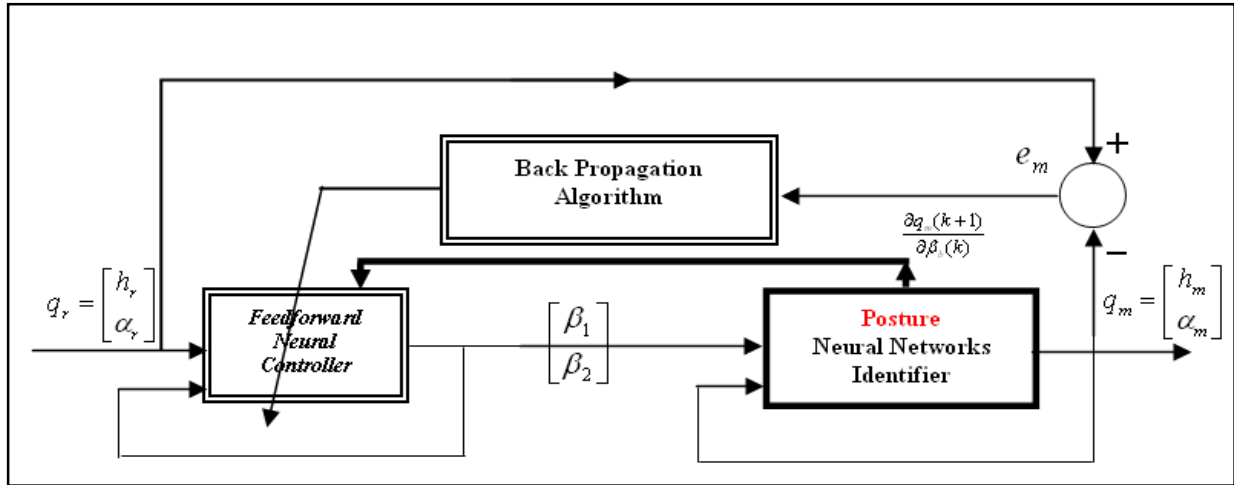 +
Back Propagation
Algorithm
e_m
∂q_m(k+1)
∂β_h(k)
−
q_r = [h_r
α_r]
Feedforward
Neural
Controller
[β_1
β_2]
Posture
Neural Networks
Identifier
q_m = [h_m
α_m]